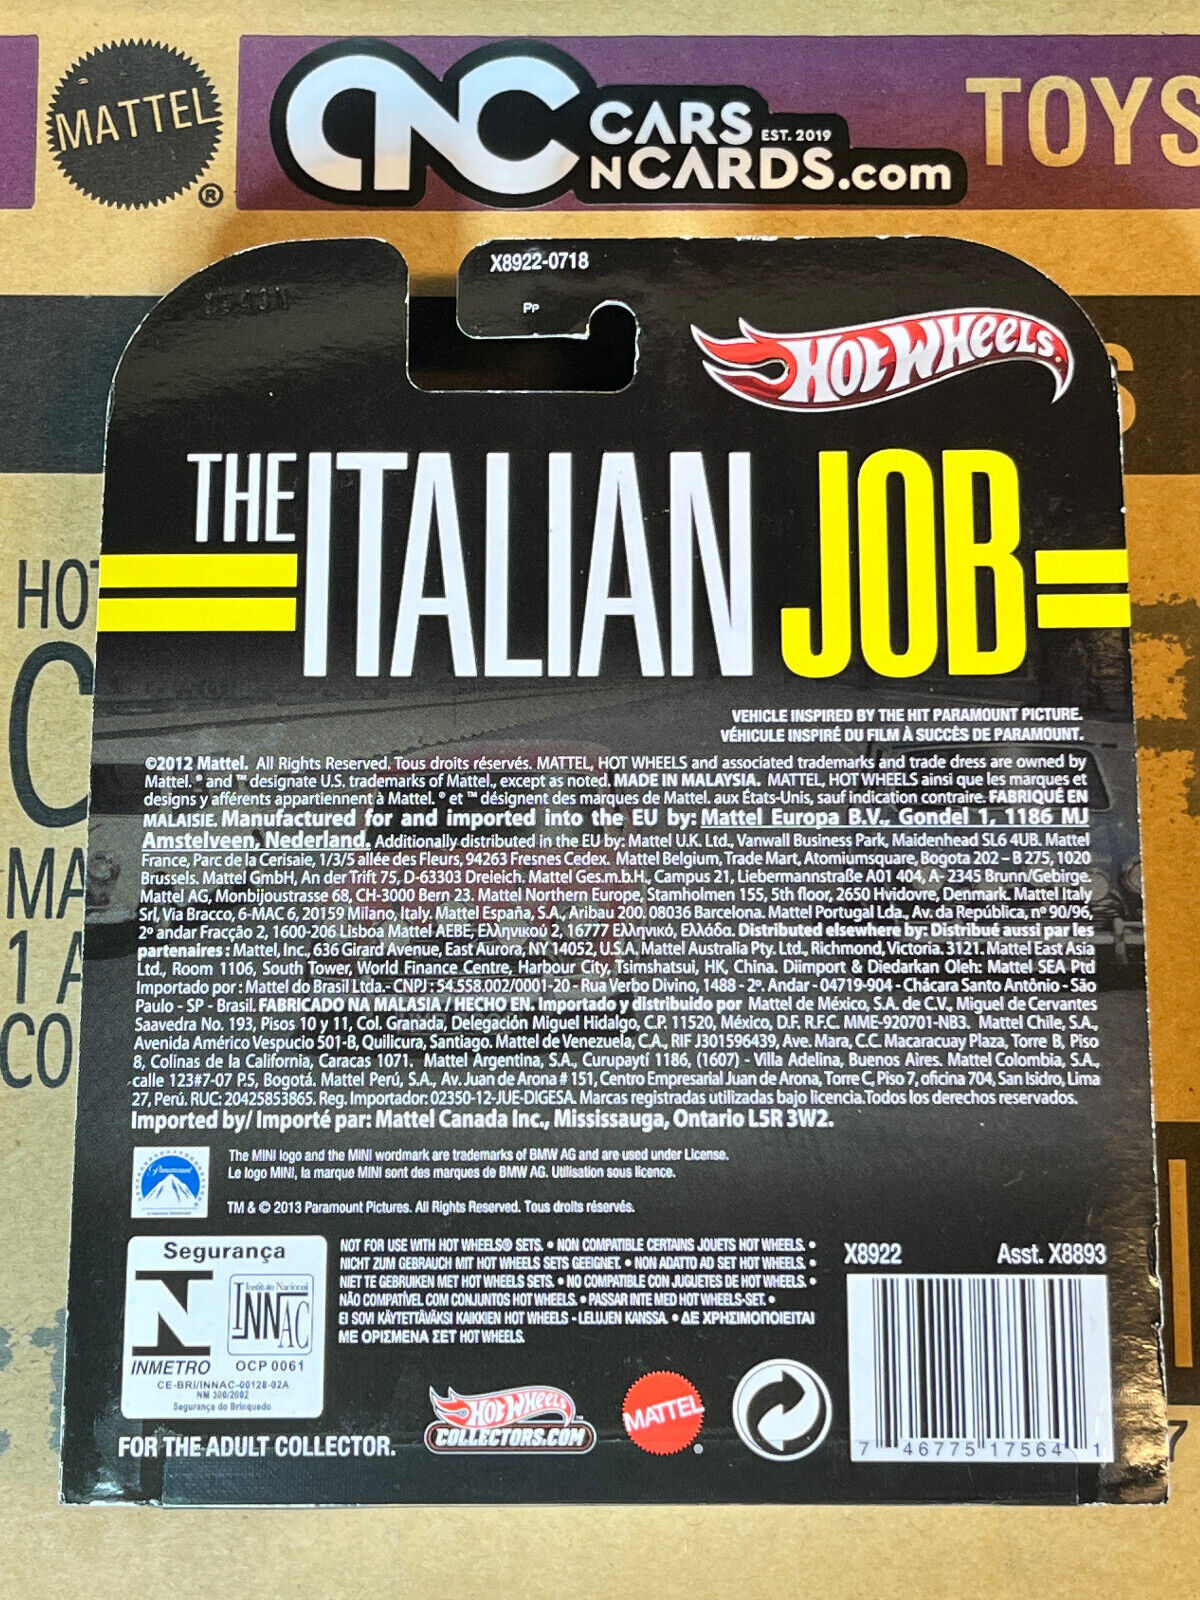 MATTEL
®
CNC
CARS
EST. 2019
NCARDS.com
TOYS
X8922-0718
PP
HOT WHEELS
THE ITALIAN JOB
VEHICLE INSPIRED BY THE HIT PARAMOUNT PICTURE.
VÉHICULE INSPIRÉ DU FILM À SUCCÈS DE PARAMOUNT.
©2012 Mattel. All Rights Reserved. Tous droits réservés. MATTEL, HOT WHEELS and associated trademarks and trade dress are owned by
Mattel. ® and ™ designate U.S. trademarks of Mattel., except as noted. MADE IN MALAYSIA. MATTEL, HOT WHEELS ainsi que les marques et
designs y afférents appartiennent à Mattel. ® et ™ désignent des marques de Mattel. aux États-Unis, sauf indication contraire. FABRIQUÉ EN
MALAISIE. Manufactured for and imported into the EU by: Mattel Europa B.V., Gondel 1, 1186 MJ
Amstelveen, Nederland. Additionally distributed in the EU by: Mattel U.K. Ltd., Vanwall Business Park, Maidenhead SL6 4UB. Mattel
France, Parc de la Cerisaie, 1/3/5 allée des Fleurs, 94263 Fresnes Cedex. Mattel Belgium, Trade Mart, Atomiumsquare, Bogota 202 – B 275, 1020
Brussels. Mattel GmbH, An der Trift 75, D-63303 Dreieich. Mattel Ges.m.b.H., Campus 21, Liebermannstraße A01 404, A- 2345 Brunn/Gebirge.
Mattel AG, Monbijoustrasse 68, CH-3000 Bern 23. Mattel Northern Europe, Stamholmen 155, 5th floor, 2650 Hvidovre, Denmark. Mattel Italy
Srl, Via Bracco, 6-MAC 6, 20159 Milano, Italy. Mattel España, S.A., Aribau 200. 08036 Barcelona. Mattel Portugal Lda., Av. da República, nº 90/96,
2º andar Fracção 2, 1600-206 Lisboa Mattel AEBE, Ελληνικού 2, 16777 Ελληνικό, Ελλάδα. Distributed elsewhere by: Distribué aussi par les
partenaires : Mattel, Inc., 636 Girard Avenue, East Aurora, NY 14052, U.S.A. Mattel Australia Pty. Ltd., Richmond, Victoria. 3121. Mattel East Asia
Ltd., Room 1106, South Tower, World Finance Centre, Harbour City, Tsimshatsui, HK, China. Diimport & Diedarkan Oleh: Mattel SEA Ptd
Importado por : Mattel do Brasil Ltda.- CNPJ : 54.558.002/0001-20 - Rua Verbo Divino, 1488 - 2º. Andar - 04719-904 - Chácara Santo Antônio - São
Paulo - SP - Brasil. FABRICADO NA MALASIA / HECHO EN. Importado y distribuido por Mattel de México, S.A. de C.V., Miguel de Cervantes
Saavedra No. 193, Pisos 10 y 11, Col. Granada, Delegación Miguel Hidalgo, C.P. 11520, México, D.F. R.F.C. MME-920701-NB3. Mattel Chile, S.A.,
Avenida Américo Vespucio 501-B, Quilicura, Santiago. Mattel de Venezuela, C.A., RIF J301596439, Ave. Mara, C.C. Macaracuay Plaza, Torre B, Piso
8, Colinas de la California, Caracas 1071. Mattel Argentina, S.A., Curupaytí 1186, (1607) - Villa Adelina, Buenos Aires. Mattel Colombia, S.A.,
calle 123#7-07 P.5, Bogotá. Mattel Perú, S.A., Av. Juan de Arona # 151, Centro Empresarial Juan de Arona, Torre C, Piso 7, oficina 704, San Isidro, Lima
27, Perú. RUC: 20425853865. Reg. Importador: 02350-12-JUE-DIGESA. Marcas registradas utilizadas bajo licencia.Todos los derechos reservados.
Imported by/ Importé par: Mattel Canada Inc., Mississauga, Ontario L5R 3W2.
Paramount
The MINI logo and the MINI wordmark are trademarks of BMW AG and are used under License.
Le logo MINI, la marque MINI sont des marques de BMW AG. Utilisation sous licence.
TM & © 2013 Paramount Pictures. All Rights Reserved. Tous droits réservés.
Segurança
Instituto Nacional
INNAC
INMETRO OCP 0061
CE-BRI/INNAC-00128-02A
NM 300/2002
Segurança do Brinquedo
NOT FOR USE WITH HOT WHEELS® SETS. • NON COMPATIBLE CERTAINS JOUETS HOT WHEELS. •
NICHT ZUM GEBRAUCH MIT HOT WHEELS SETS GEEIGNET. • NON ADATTO AD SET HOT WHEELS. •
NIET TE GEBRUIKEN MET HOT WHEELS SETS. • NO COMPATIBLE CON JUGUETES DE HOT WHEELS. •
NÃO COMPATÍVEL COM CONJUNTOS HOT WHEELS. • PASSAR INTE MED HOT WHEELS-SET. •
EI SOVI KÄYTETTÄVÄKSI KAIKKIEN HOT WHEELS - LELUJEN KANSSA. • ΔΕ ΧΡΗΣΙΜΟΠΟΙΕΙΤΑΙ
ΜΕ ΟΡΙΣΜΕΝΑ ΣΕΤ HOT WHEELS.
X8922 Asst. X8893
7 46775 17564 1
FOR THE ADULT COLLECTOR.
HOT WHEELS ™
COLLECTORS.COM
MATTEL
®
HOT
C
MA
1 A
CO
S
7